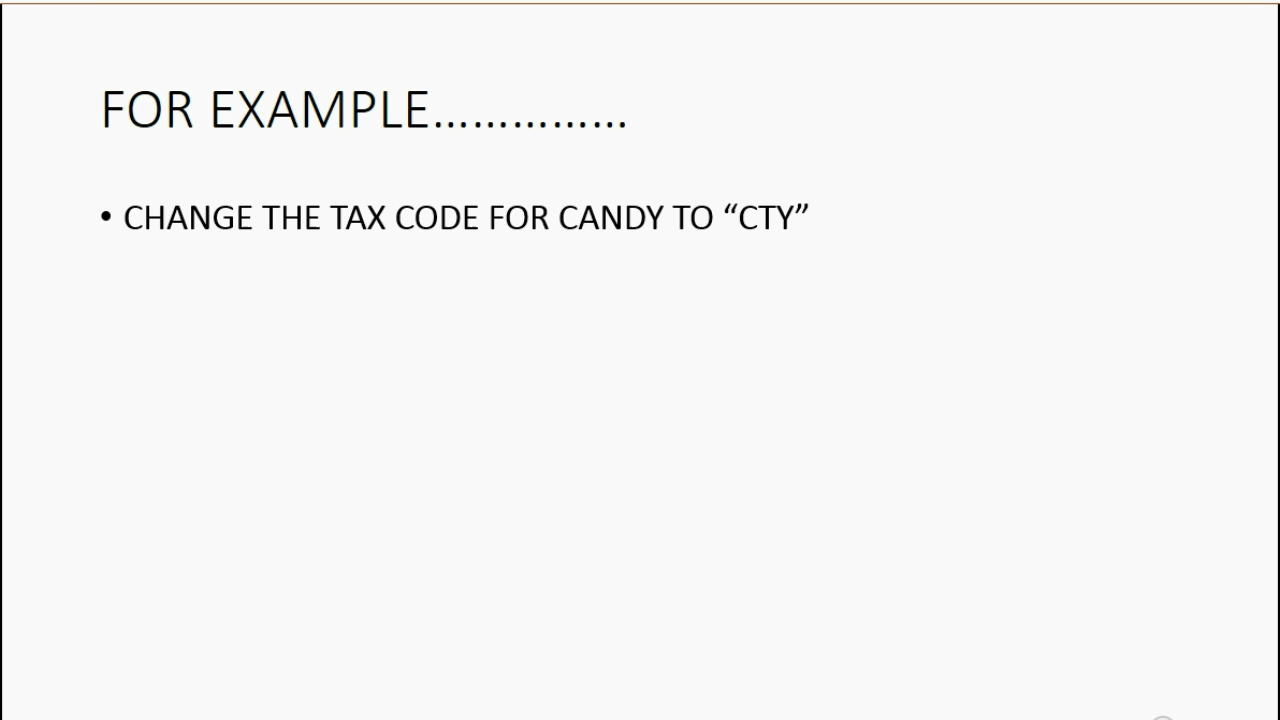 FOR EXAMPLE……………
• CHANGE THE TAX CODE FOR CANDY TO “CTY”